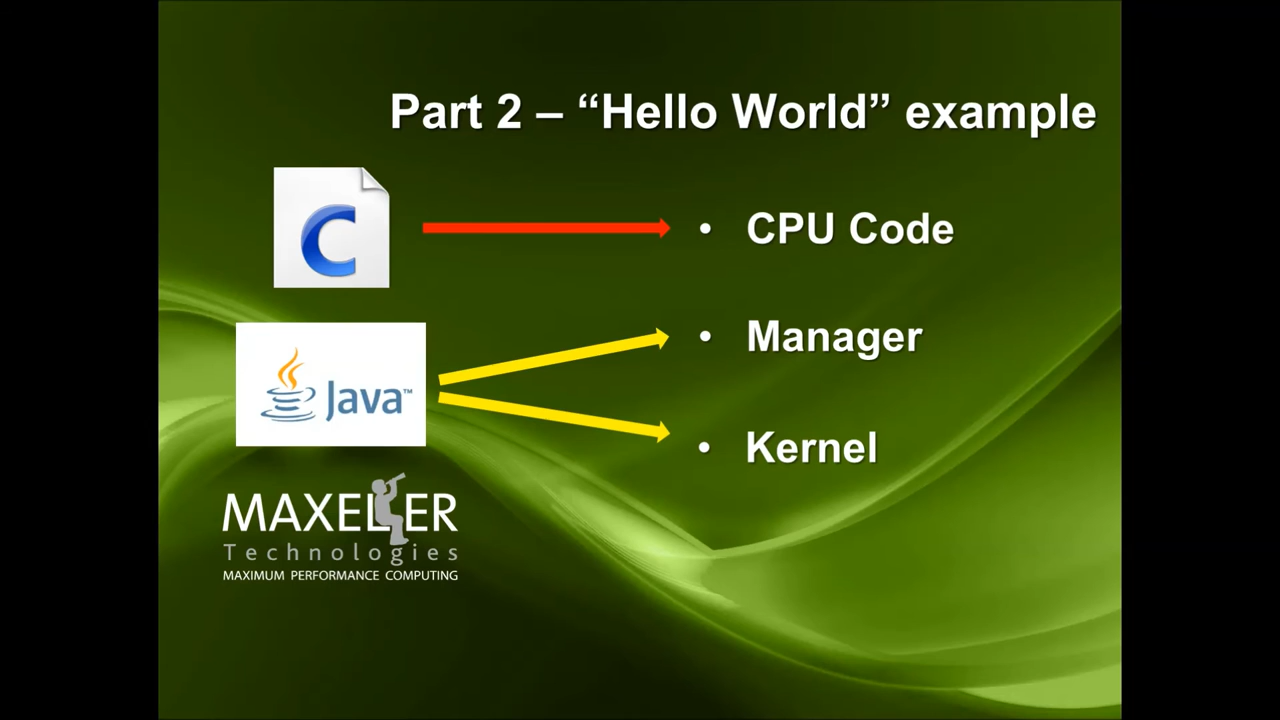 Part 2 – “Hello World” example
C
• CPU Code
Java™
• Manager
• Kernel
MAXELER
Technologies
MAXIMUM PERFORMANCE COMPUTING